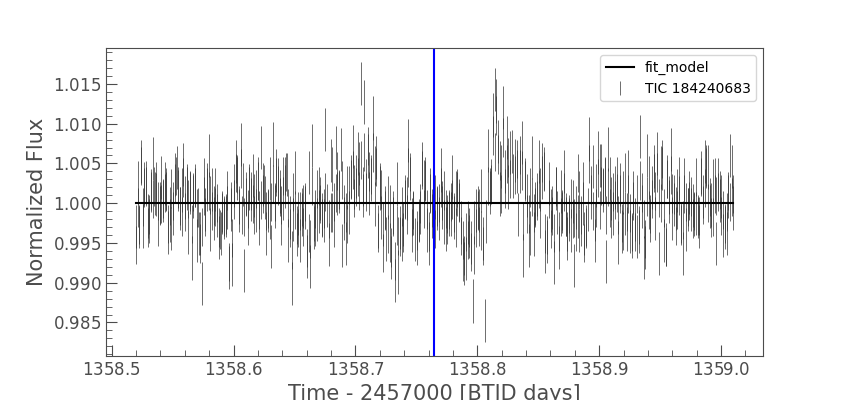 fit_model
TIC 184240683
1.015
1.010
1.005
1.000
0.995
0.990
0.985
Normalized Flux
1358.5 1358.6 1358.7 1358.8 1358.9 1359.0
Time - 2457000 [BTJD days]